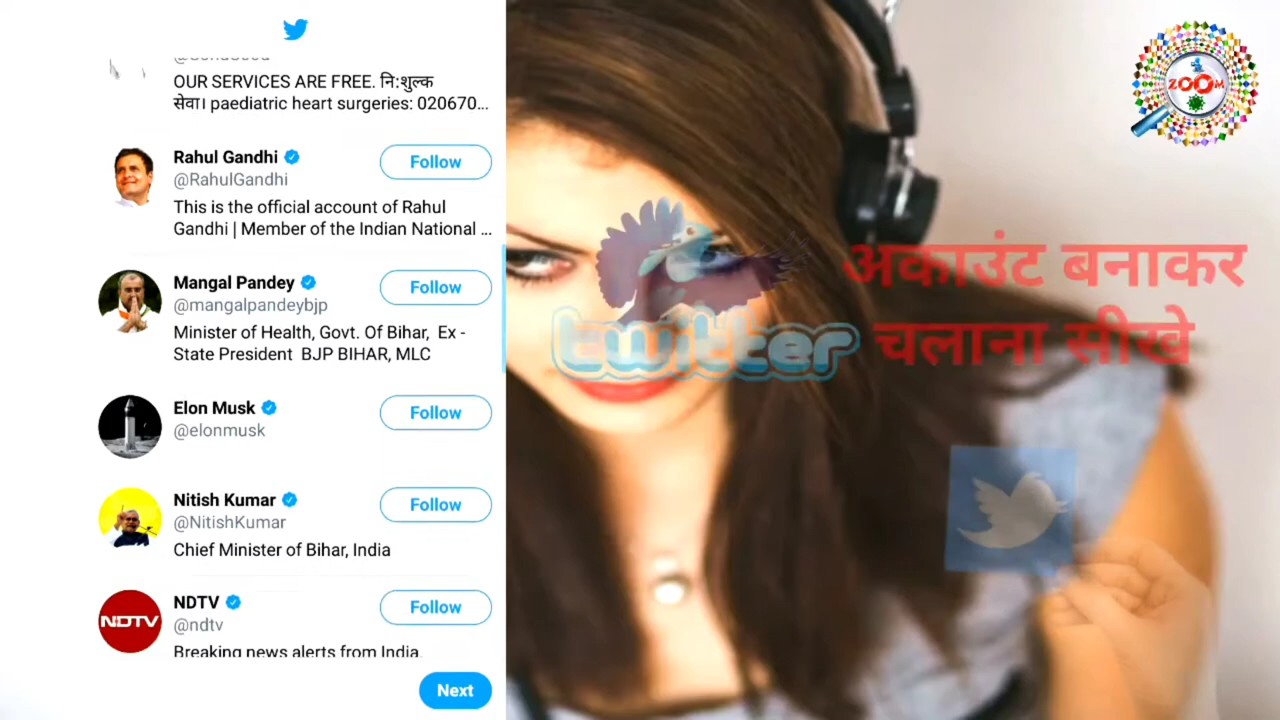 OUR SERVICES ARE FREE. नि:शुल्क
सेवा। paediatric heart surgeries: 020670...
Rahul Gandhi
Follow
@RahulGandhi
This is the official account of Rahul
Gandhi | Member of the Indian National ...
Mangal Pandey
Follow
@mangalpandeybjp
Minister of Health, Govt. Of Bihar, Ex -
State President BJP BIHAR, MLC
Elon Musk
Follow
@elonmusk
Nitish Kumar
Follow
@NitishKumar
Chief Minister of Bihar, India
NDTV
Follow
@ndtv
Breaking news alerts from India.
Next
NDTV
ZOOM
अकाउंट बनाकर
twitter चलाना सीखे